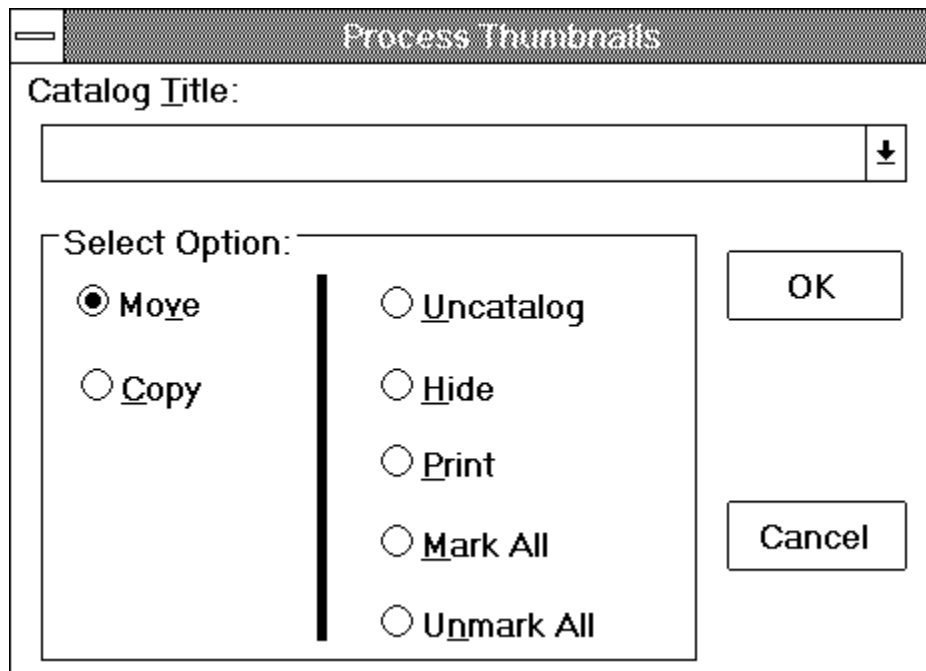 Process Thumbnails
Catalog Title:
Select Option:
Move
Copy
Uncatalog
Hide
Print
Mark All
Unmark All
OK
Cancel